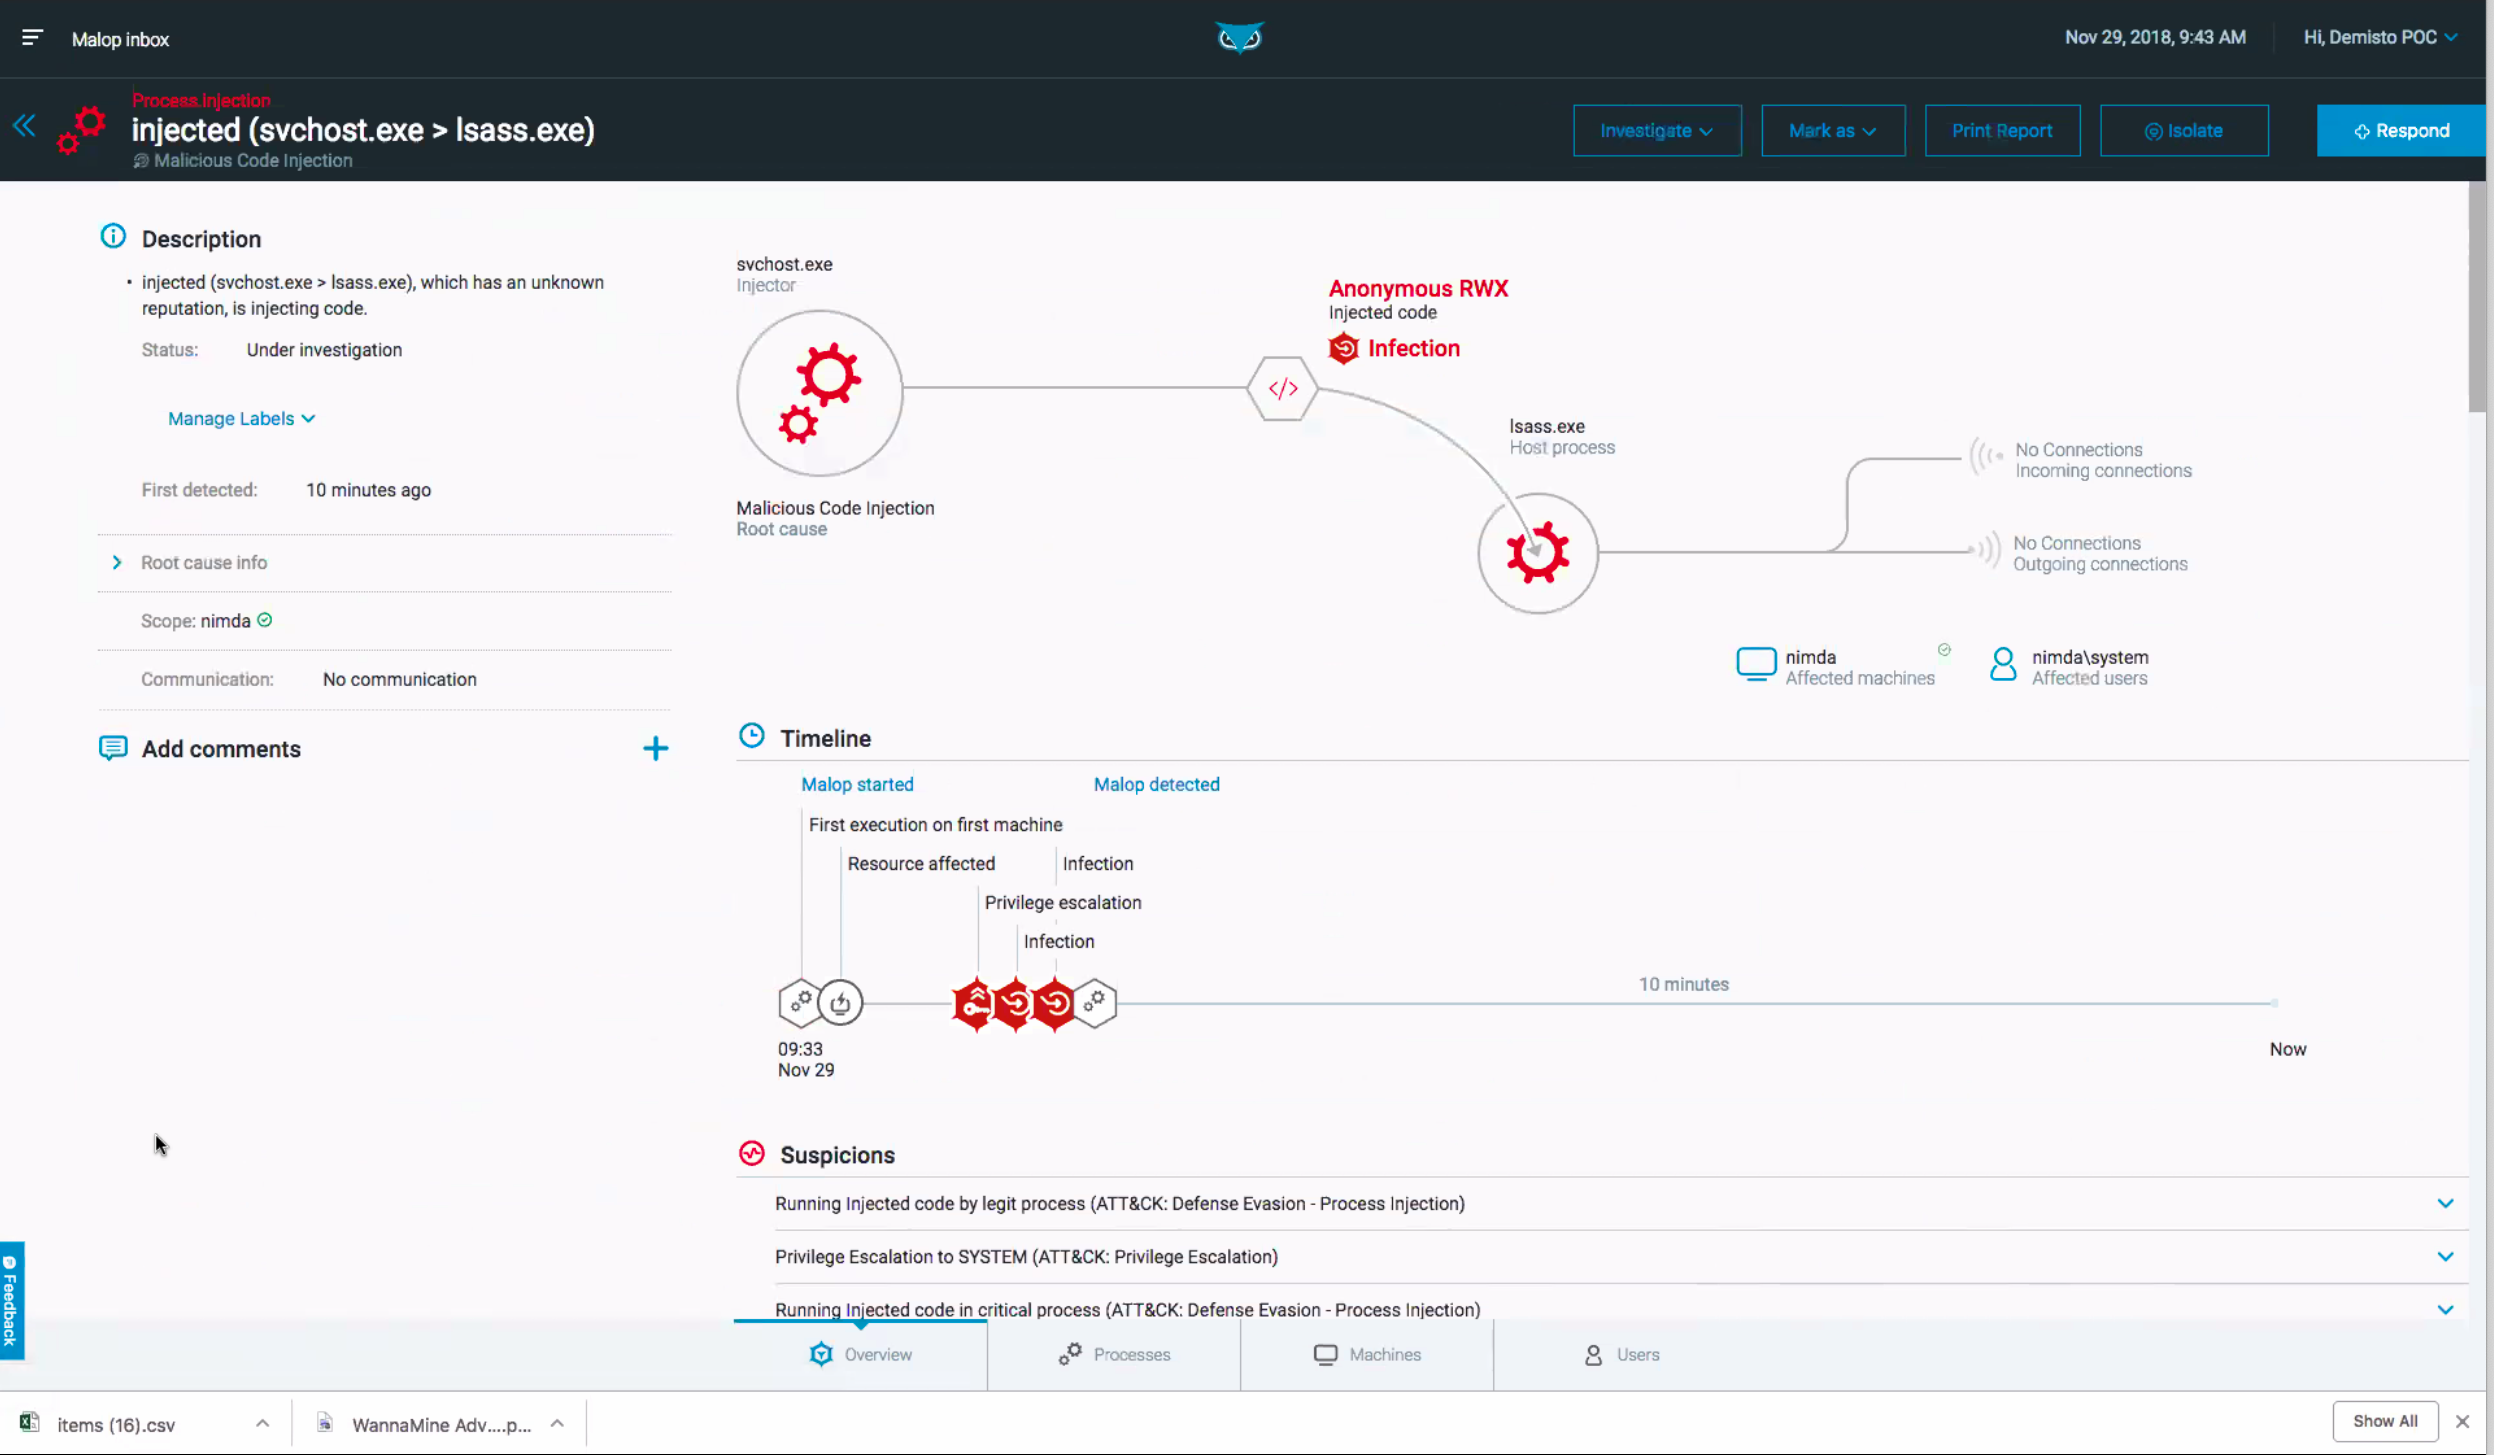 Malop inbox
Nov 29, 2018, 9:43 AM
Hi, Demisto POC
Process.injection
injected (svchost.exe > lsass.exe)
Malicious Code Injection
Investigate
Mark as
Print Report
Isolate
Respond
Description
• injected (svchost.exe > lsass.exe), which has an unknown
reputation, is injecting code.
Status: Under investigation
Manage Labels
First detected: 10 minutes ago
Root cause info
Scope: nimda
Communication: No communication
Add comments
svchost.exe
Injector
Malicious Code Injection
Root cause
Anonymous RWX
Injected code
Infection
</>
lsass.exe
Host process
No Connections
Incoming connections
No Connections
Outgoing connections
nimda
Affected machines
nimda\system
Affected users
Timeline
Malop started
Malop detected
First execution on first machine
Resource affected
Infection
Privilege escalation
Infection
10 minutes
09:33
Nov 29
Now
Suspicions
Running Injected code by legit process (ATT&CK: Defense Evasion - Process Injection)
Privilege Escalation to SYSTEM (ATT&CK: Privilege Escalation)
Running Injected code in critical process (ATT&CK: Defense Evasion - Process Injection)
Feedback
Overview
Processes
Machines
Users
items (16).csv
WannaMine Adv....p...
Show All